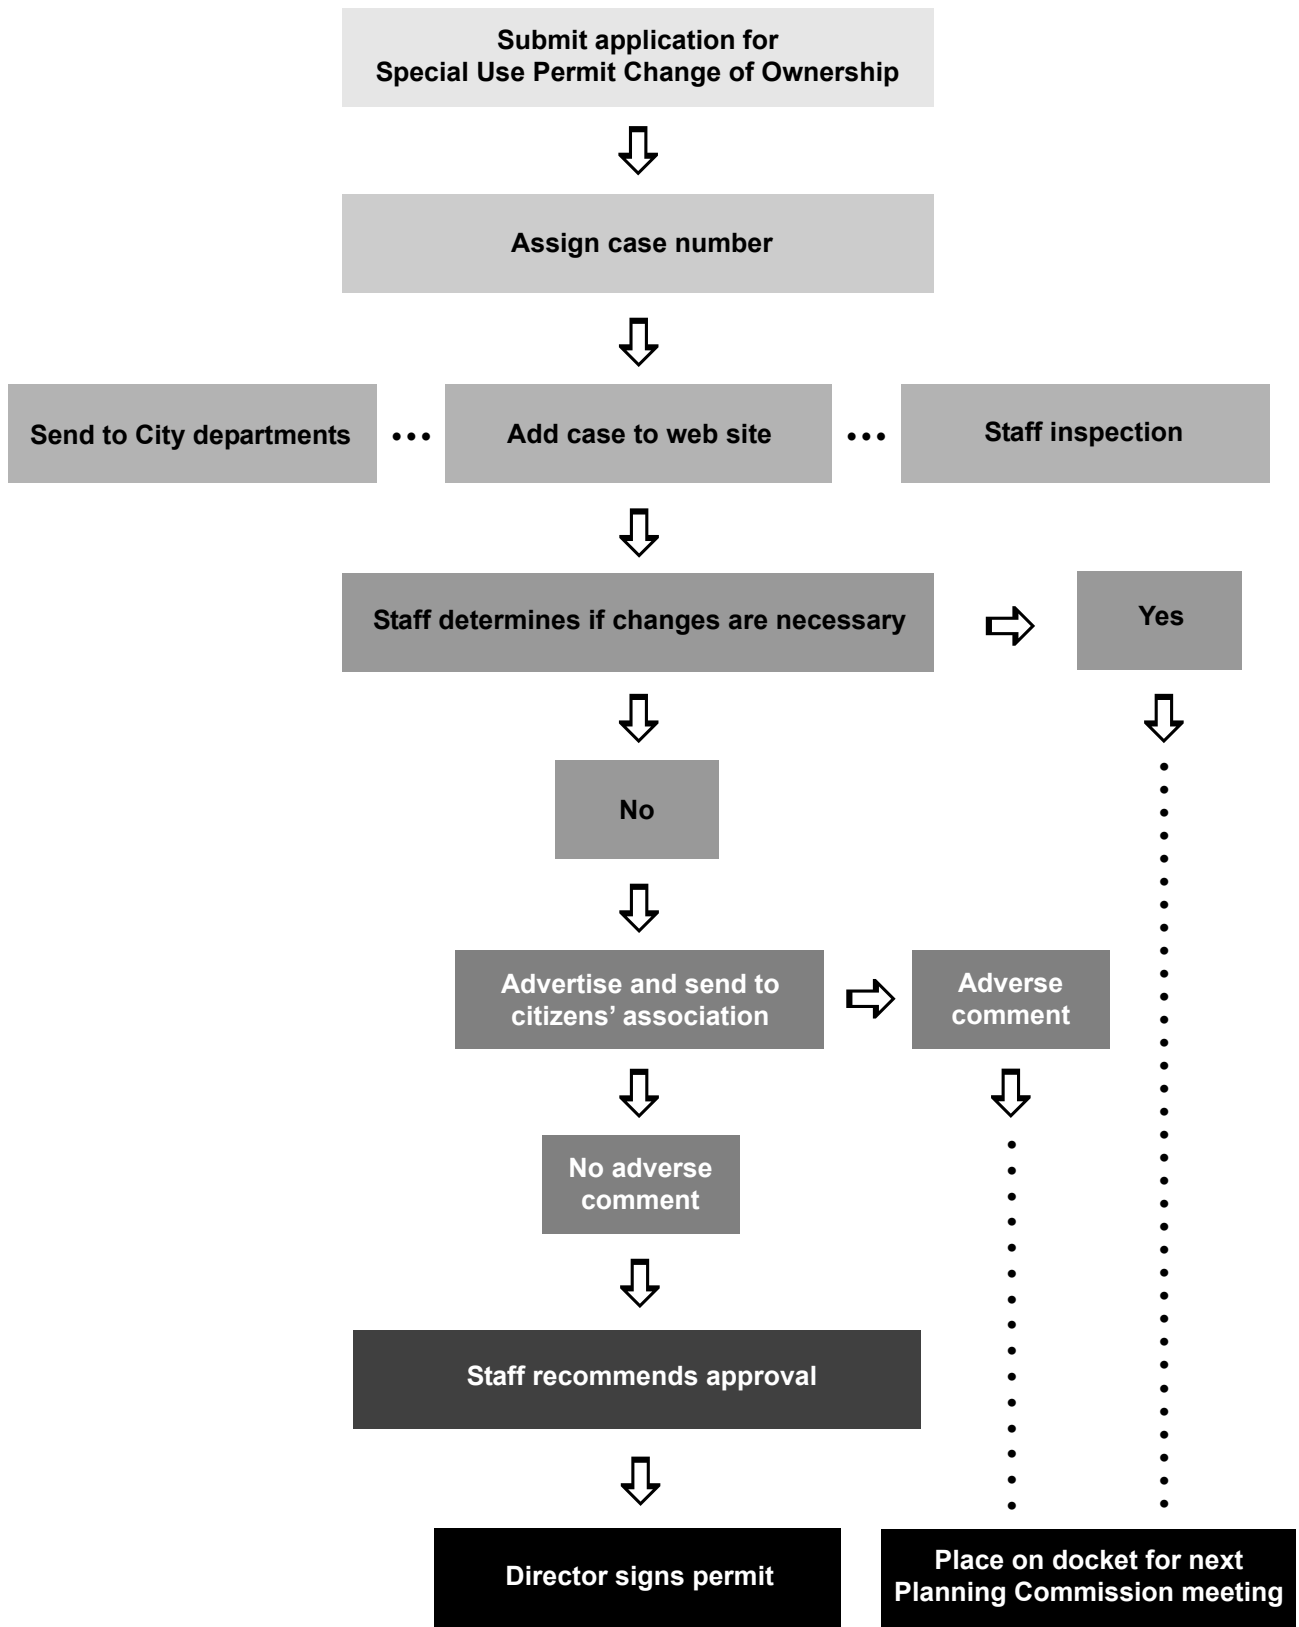 Submit application for
Special Use Permit Change of Ownership
Assign case number
Send to City departments
Add case to web site
Staff inspection
Staff determines if changes are necessary
Yes
No
Advertise and send to
citizens’ association
Adverse
comment
No adverse
comment
Staff recommends approval
Director signs permit
Place on docket for next
Planning Commission meeting